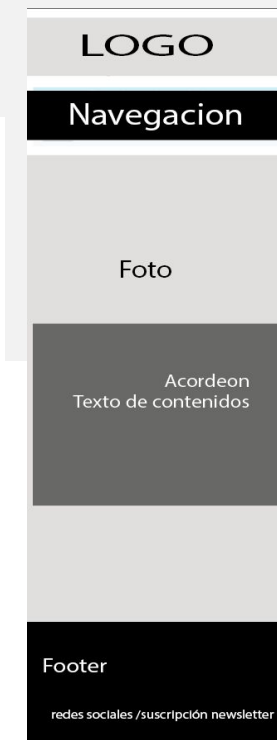 LOGO
Navegacion
Foto
Acordeon
Texto de contenidos
Footer
redes sociales /suscripción newsletter